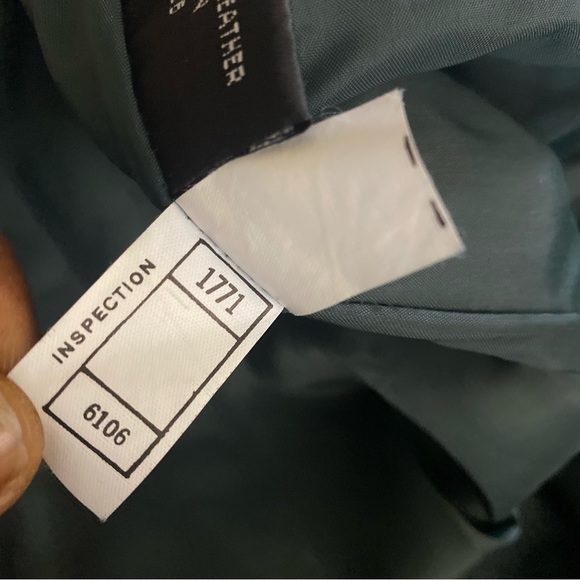 LEATHER
INSPECTION
1771
6106